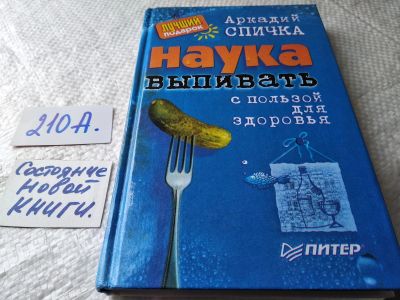 Лучший
подарок
Аркадий
СПИЧКА
наука
выпивать
с пользой для
здоровья
ПИТЕР
210А.
Состояние
Новой
КНИГИ.